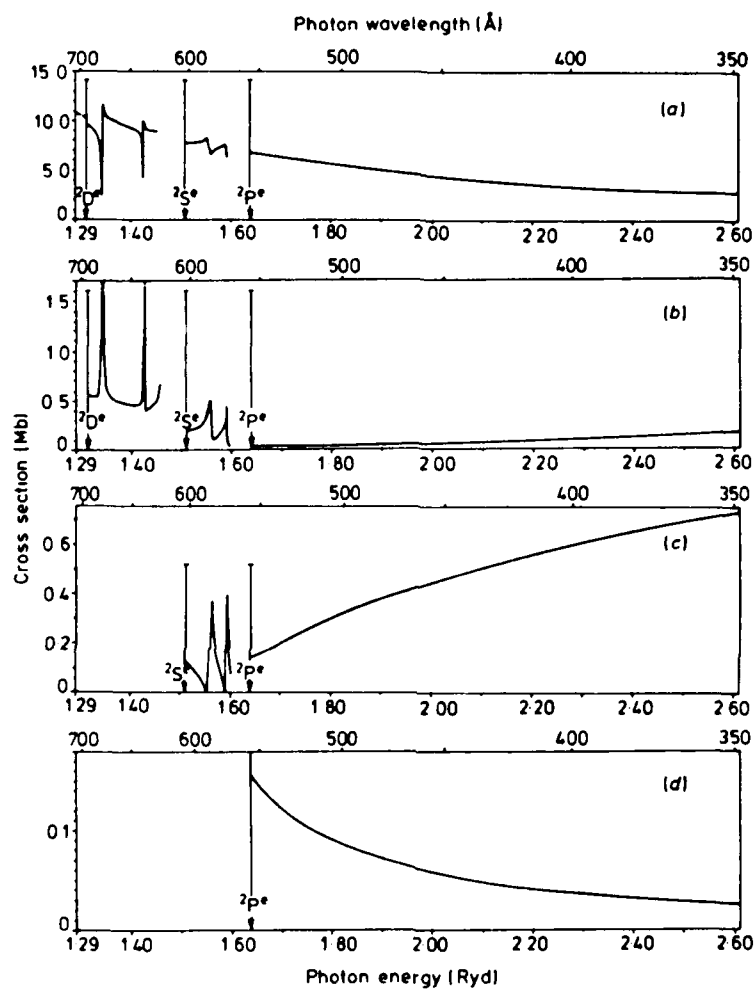 Photon wavelength (Å)
700 600 500 450 400 350
15 0
10 0
5 0
0
(a)
²Dᵉ ²Sᵉ ²Pᵉ
1 29 1 40 1 60 1 80 2 00 2 20 2 40 2 60
700 600 500 400 350
1 5
1 0
0 5
0
(b)
²Dᵉ ²Sᵉ ²Pᵉ
1 29 1 40 1 60 1 80 2 00 2 20 2 40 2 60
Cross section (Mb)
700 600 500 400 350
0 6
0 4
0 2
0
(c)
²Sᵉ ²Pᵉ
1 29 1 40 1 60 1 80 2 00 2 20 2 40 2 60
700 600 500 400 350
0 1
0
(d)
²Pᵉ
1 29 1 40 1 60 1 80 2 00 2 20 2 40 2 60
Photon energy (Ryd)